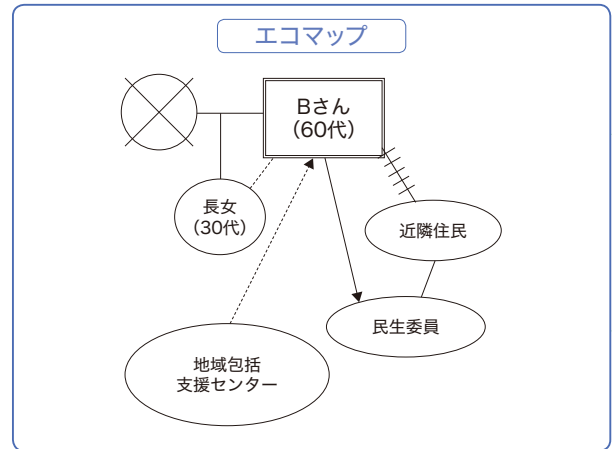 エコマップ
Bさん
（60代）
長女
（30代）
近隣住民
民生委員
地域包括
支援センター